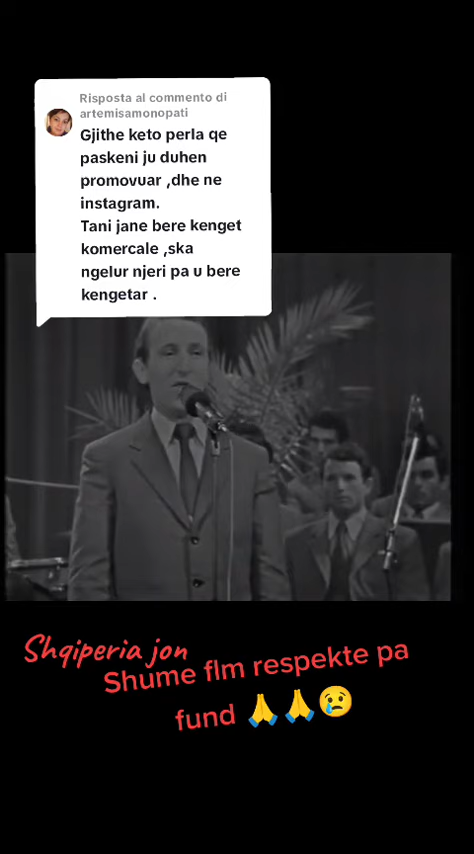 Risposta al commento di
artemisamonopati
Gjithe keto perla qe
paskeni ju duhen
promovuar ,dhe ne
instagram.
Tani jane bere kenget
komercale ,ska
ngelur njeri pa u bere
kengetar .
Shqiperia jon
Shume flm respekte pa
fund 🙏🙏😢